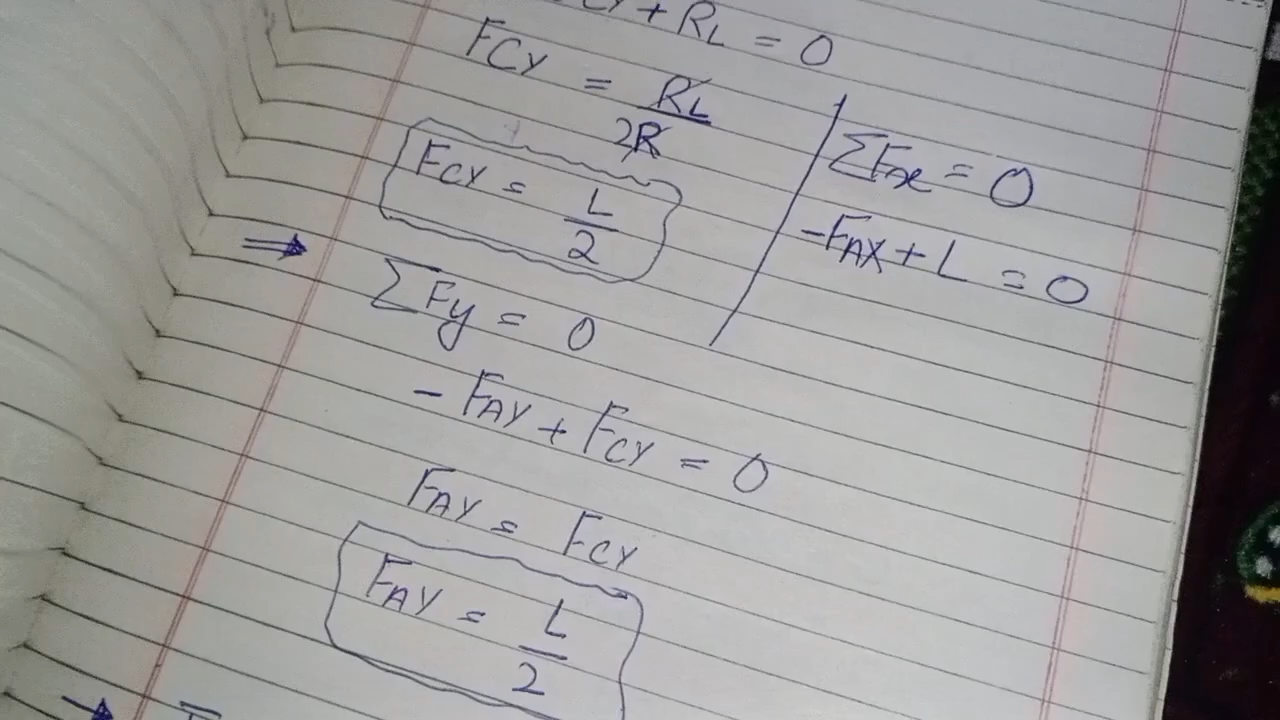 Y + RL = 0
FCY = RL / 2R
FCY = L / 2
ΣFx = 0
-FAX + L = 0
⇒ ΣFy = 0
- FAY + FCY = 0
FAY = FCY
FAY = L / 2